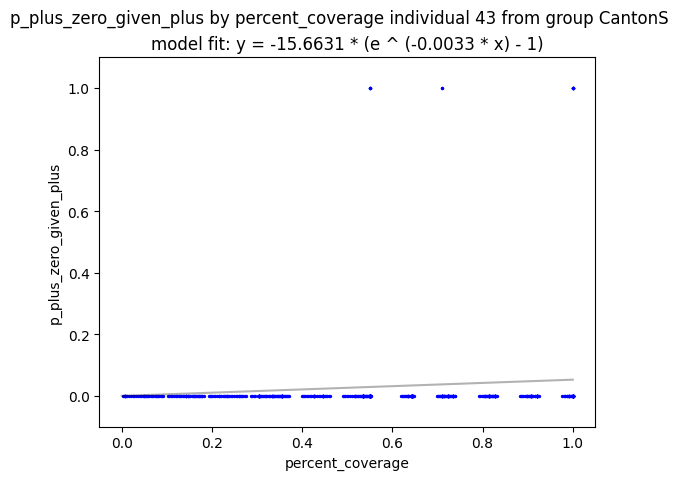 p_plus_zero_given_plus by percent_coverage individual 43 from group CantonS
model fit: y = -15.6631 * (e ^ (-0.0033 * x) - 1)
1.0
0.8
0.6
0.4
0.2
0.0
p_plus_zero_given_plus
0.0 0.2 0.4 0.6 0.8 1.0
percent_coverage